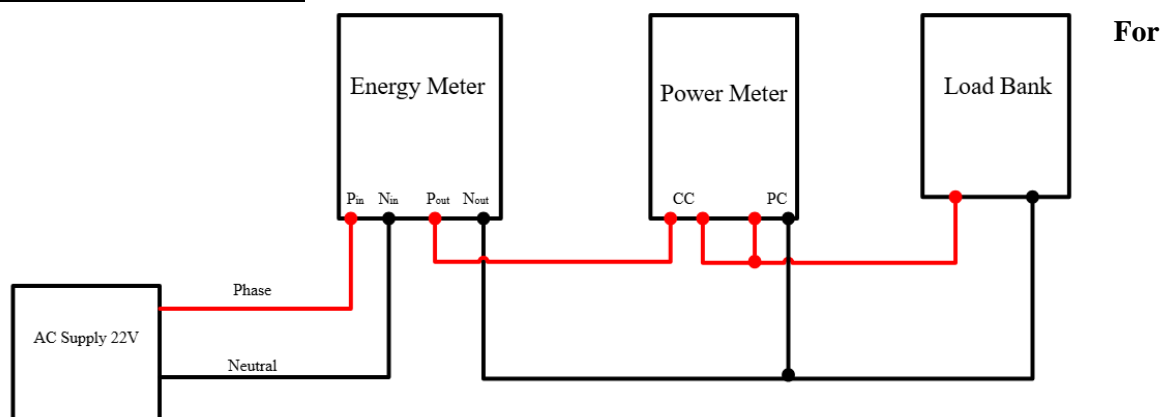 For
Energy Meter
Power Meter
Load Bank
Pin Nin Pout Nout
CC PC
Phase
AC Supply 22V
Neutral